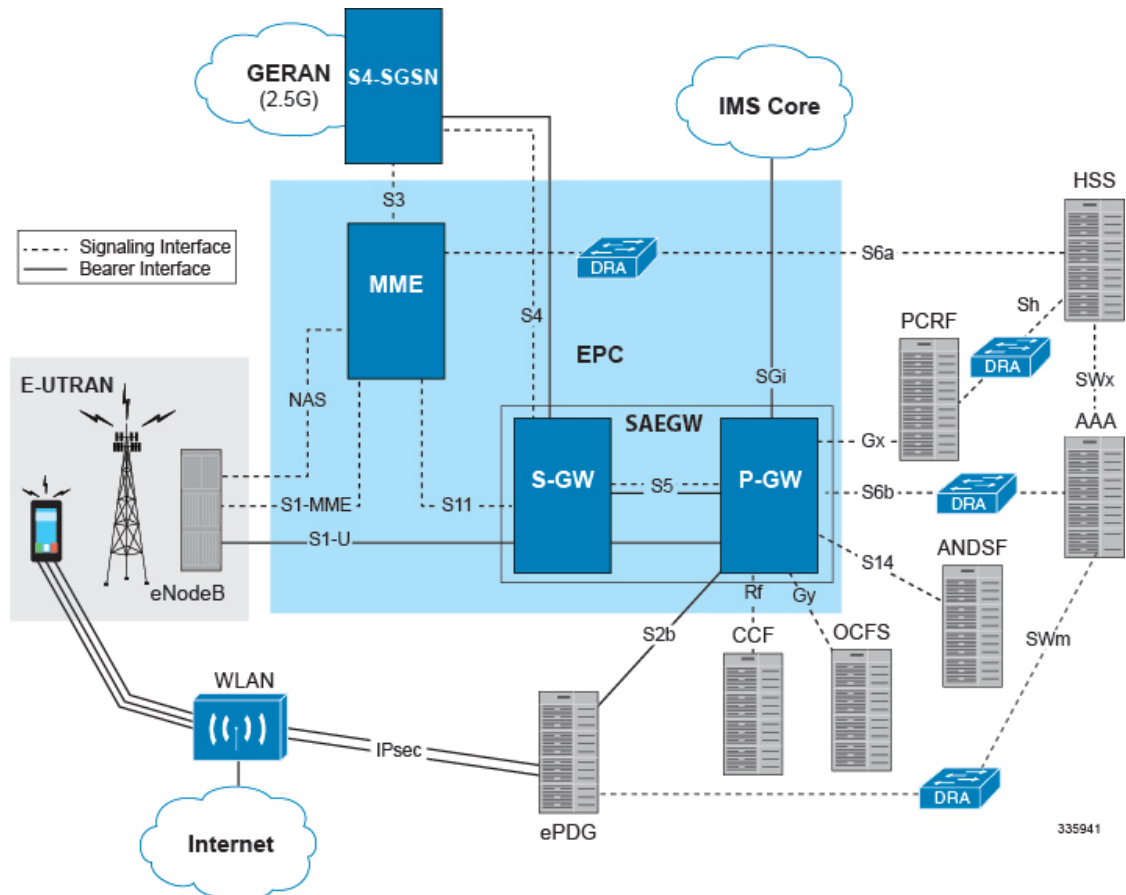 GERAN
(2.5G)
S4-SGSN
IMS Core
HSS
S3
Signaling Interface
Bearer Interface
MME
DRA
S6a
S4
EPC
PCRF
Sh
DRA
E-UTRAN
NAS
SGi
SWx
SAEGW
AAA
Gx
S-GW
S5
P-GW
S1-MME
S11
S6b
DRA
S1-U
S14
ANDSF
eNodeB
Rf
Gy
S2b
CCF
OCFS
SWm
WLAN
IPsec
DRA
ePDG
Internet
335941